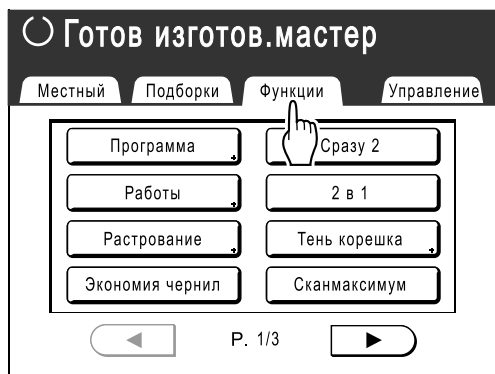 Готов изготов.мастер
Местный Подборки Функции Управление
Программа Сразу 2
Работы 2 в 1
Растрование Тень корешка
Экономия чернил Сканмаксимум
P. 1/3